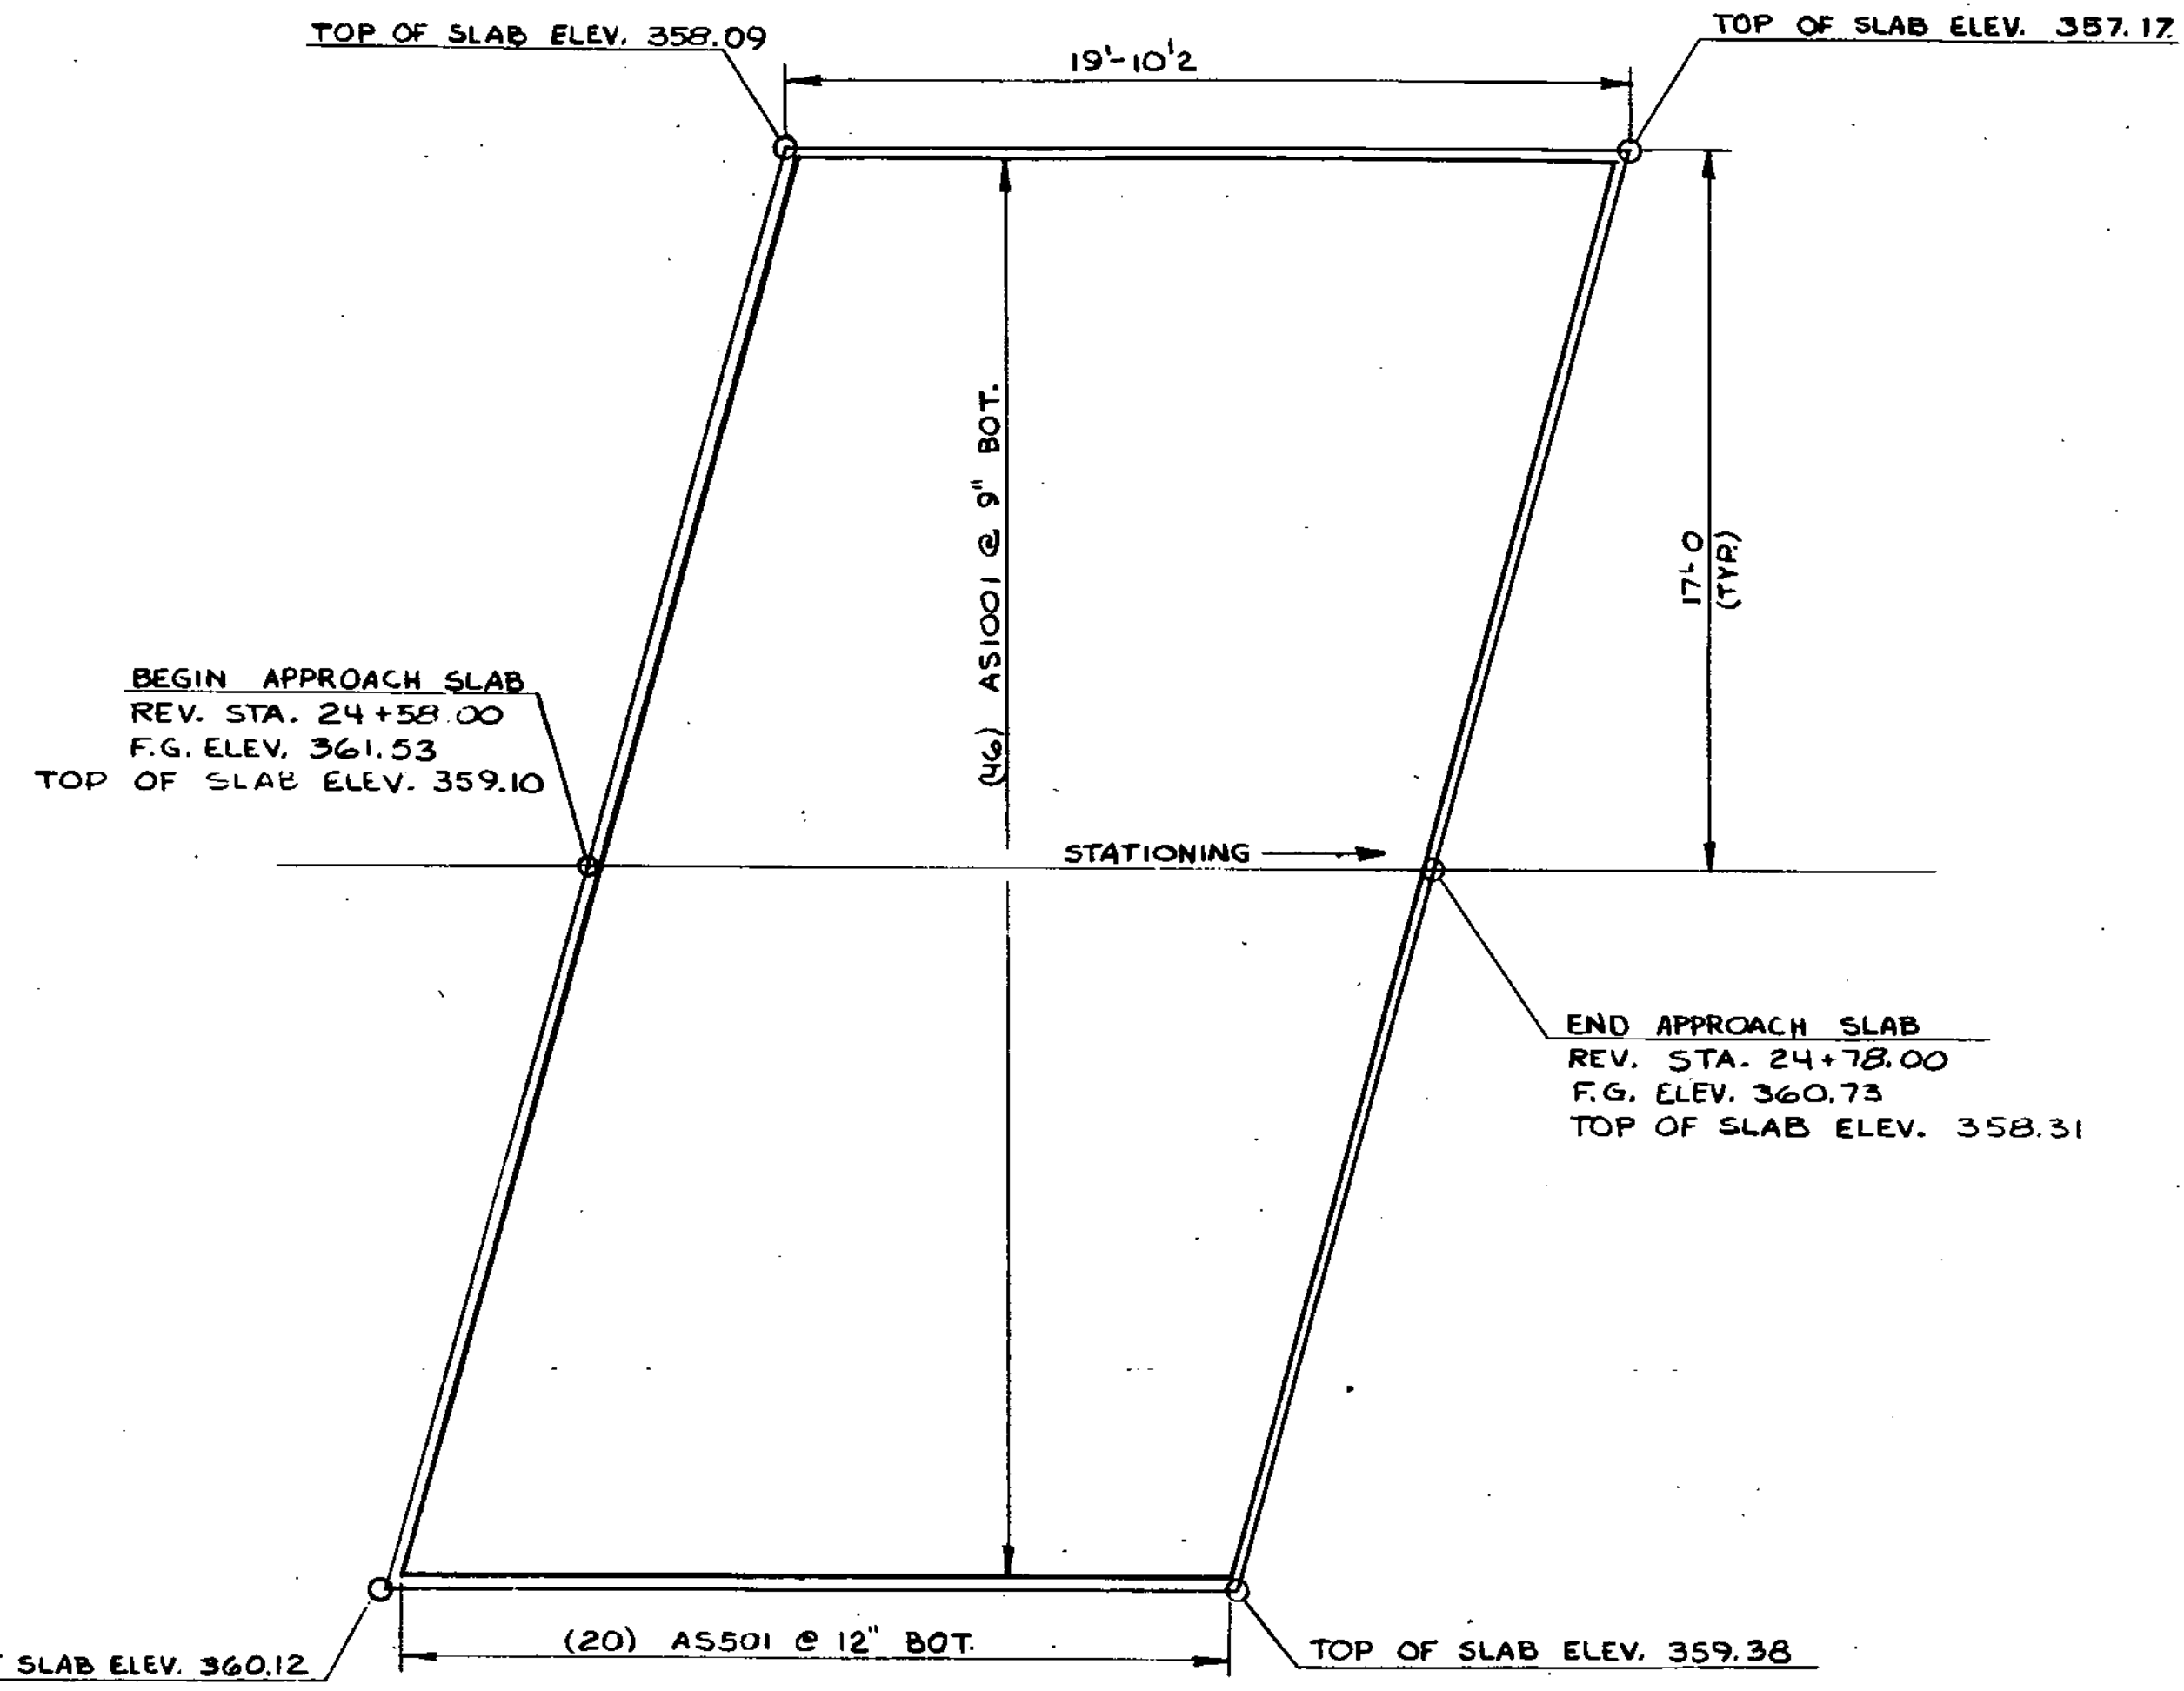 TOP OF SLAB ELEV. 358.09
TOP OF SLAB ELEV. 357.17
19'-10 1/2
(46) AS1001 @ 9" BOT.
17'-0
(TYP.)
BEGIN APPROACH SLAB
REV. STA. 24+58.00
F.G. ELEV. 361.53
TOP OF SLAB ELEV. 359.10
STATIONING
END APPROACH SLAB
REV. STA. 24+78.00
F.G. ELEV. 360.73
TOP OF SLAB ELEV. 358.31
(20) AS501 @ 12" BOT.
SLAB ELEV. 360.12
TOP OF SLAB ELEV. 359.38